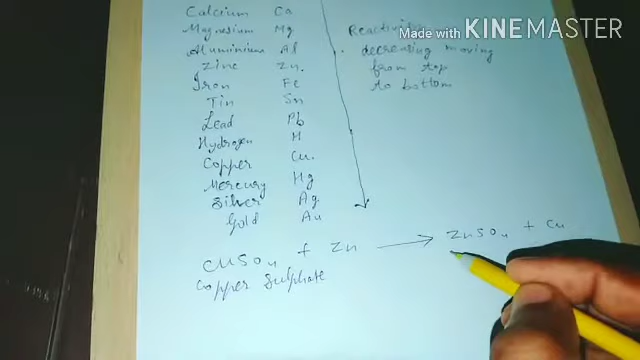 Made with KINEMASTER
Calcium Ca
Magnesium Mg
Aluminium Al
Zinc Zn.
Iron Fe
Tin Sn
Lead Pb
Hydrogen H
Copper Cu.
Mercury Hg
Silver Ag
Gold Au
Reactivity
decreasing moving
from top
to bottom
CuSO4 + Zn → ZnSO4 + Cu
Copper Sulphate